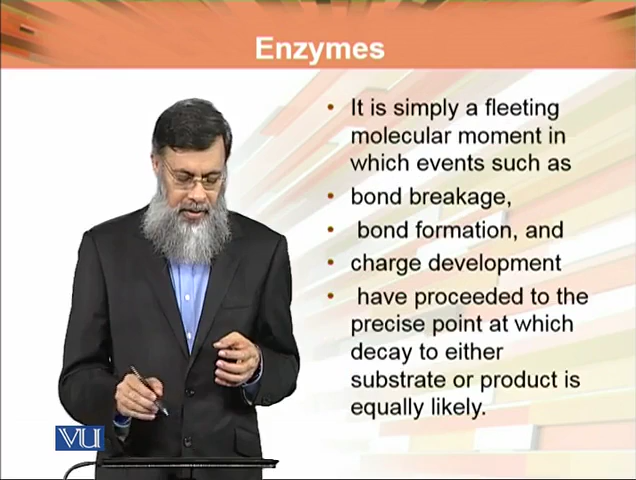 Enzymes
• It is simply a fleeting
molecular moment in
which events such as
• bond breakage,
• bond formation, and
• charge development
• have proceeded to the
precise point at which
decay to either
substrate or product is
equally likely.
VU